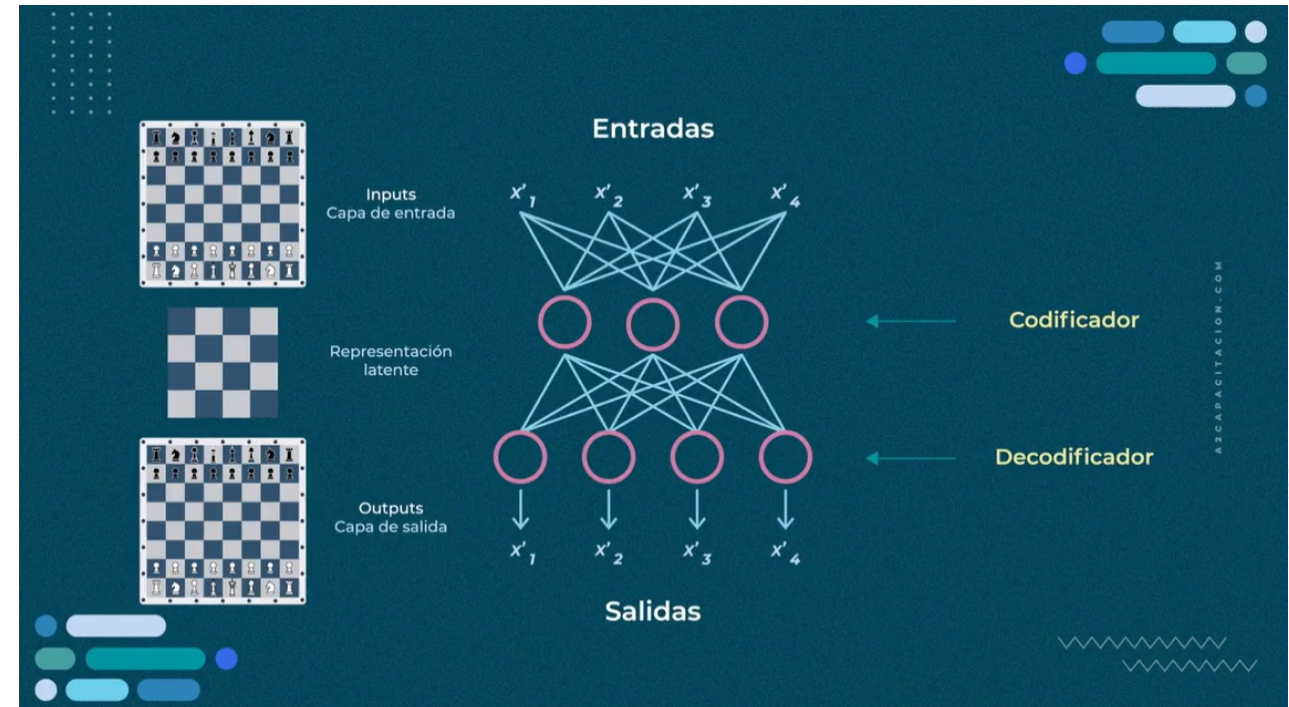 Entradas
x’1 x’2 x’3 x’4
Inputs
Capa de entrada
Codificador
Representación
latente
Decodificador
Outputs
Capa de salida
x’1 x’2 x’3 x’4
Salidas
A2CAPACITACION.COM